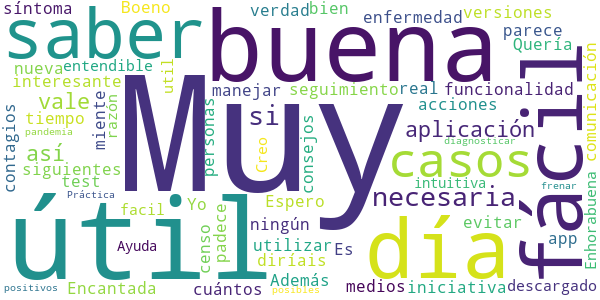 síntoma
Boeno
verdad
bien
enfermedad
versiones
saber
buena
parece
Quería
nueva
entendible
interesante
util
manejar
seguimiento
real
funcionalidad
Muy
fácil
comunicación
vale
tiempo
pandemia
miente
razón
personas
si
consejos
acciones
aplicación
diagnosticar
contagios
así
siguientes
test
casos
Creo
intuitiva
frenar
Enhorabuena
útil
Práctica
facil
Yo
padece
censo
Espero
ningún
día
necesaria
evitar
app
Ayuda
utilizar
diríais
Es
Además
positivos
Encantada
cuántos
posibles
medios
iniciativa
descargado